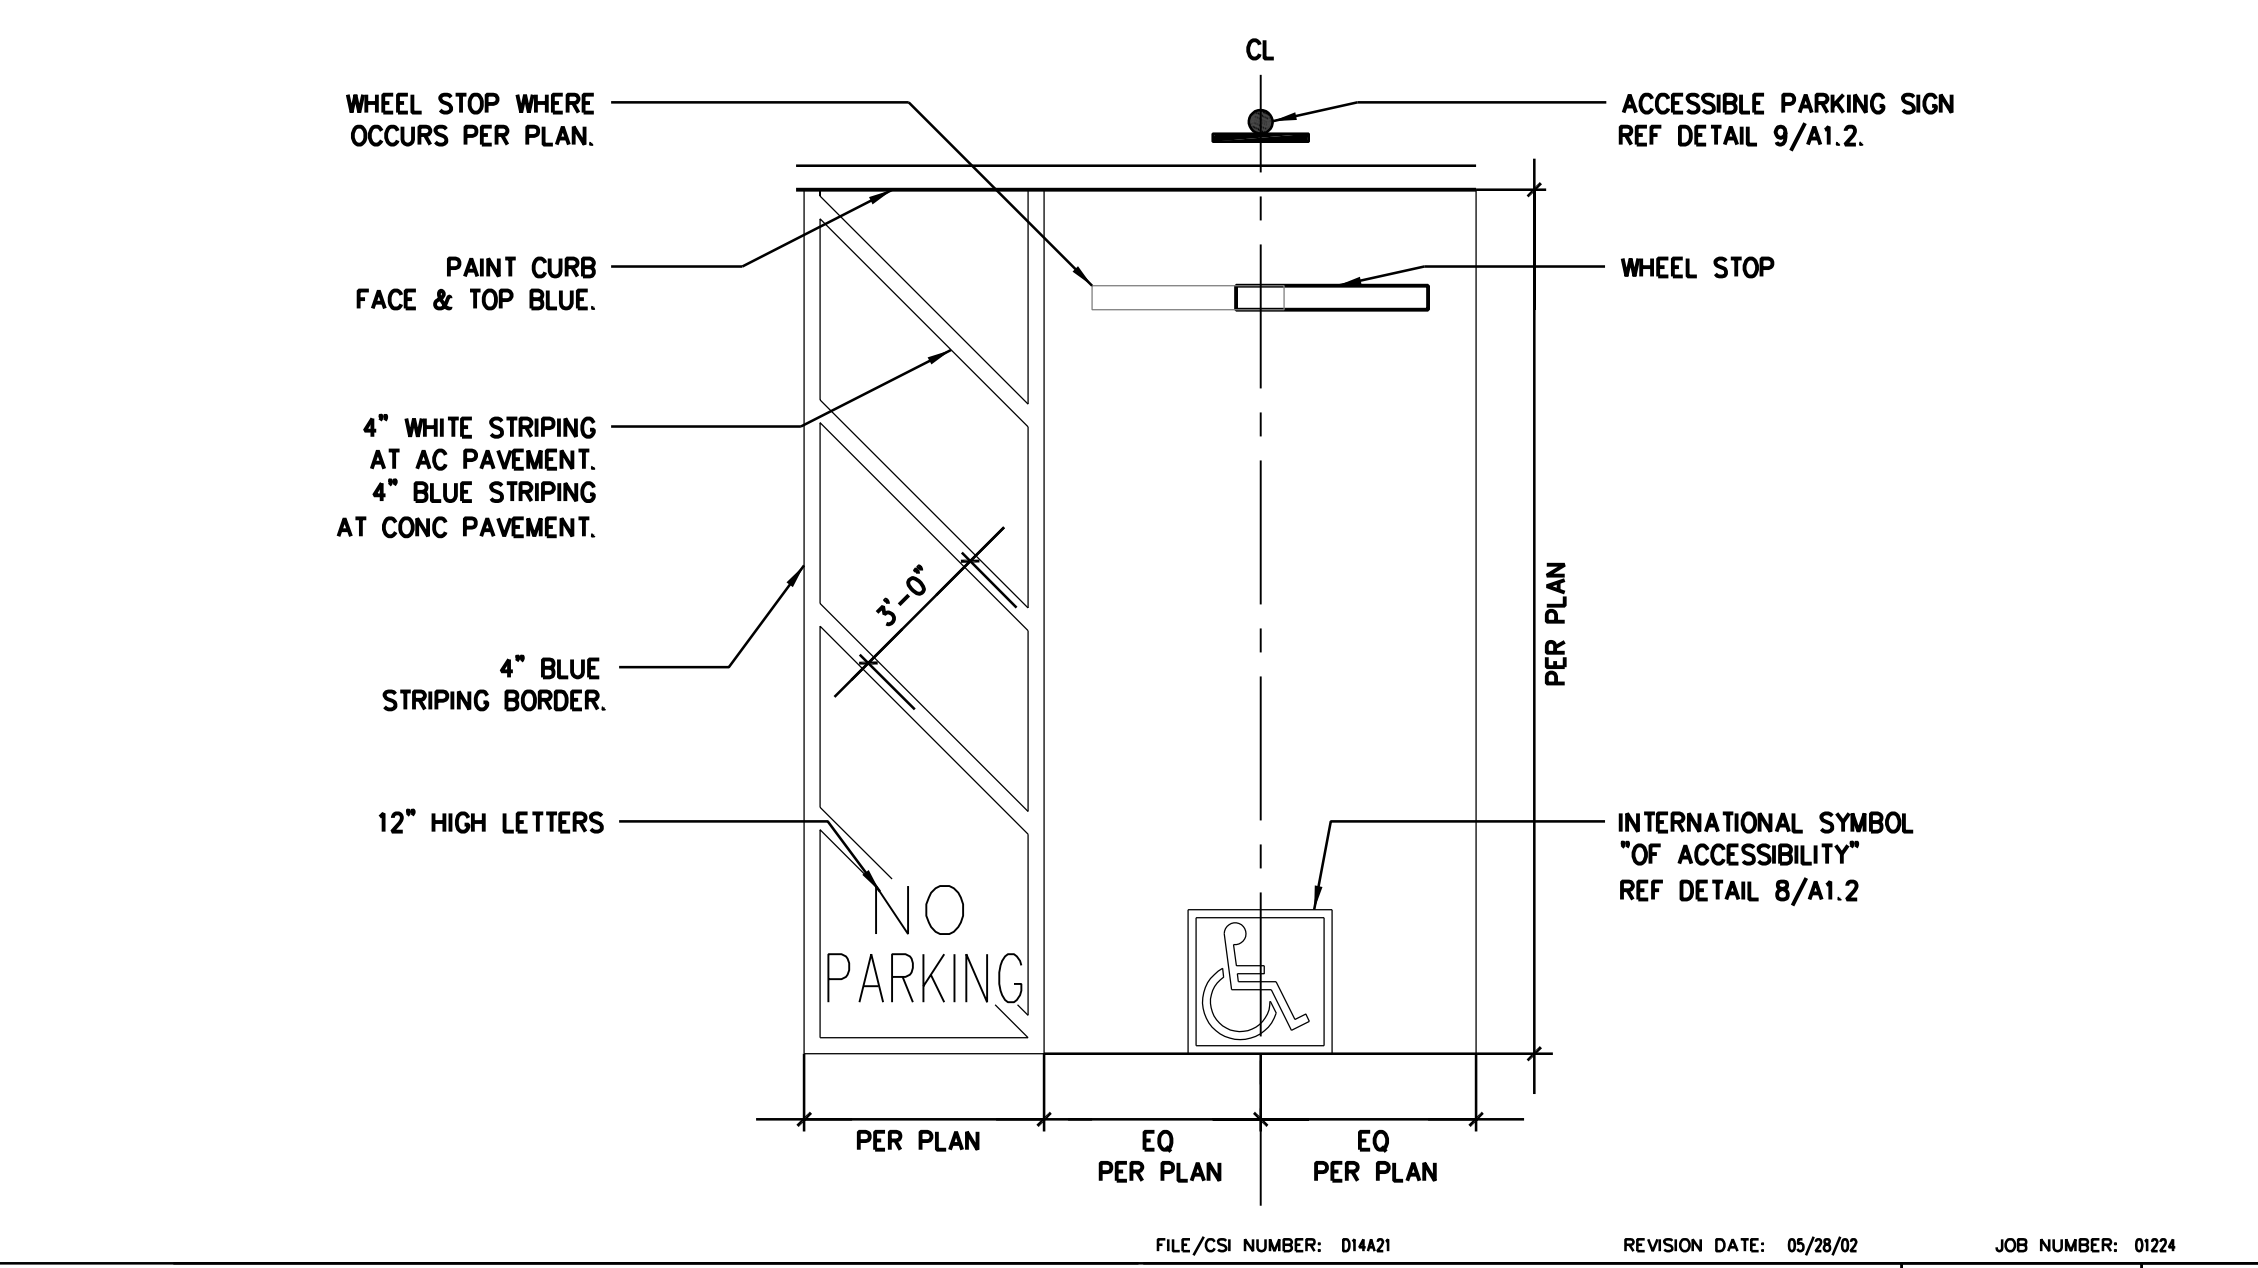 CL
WHEEL STOP WHERE
OCCURS PER PLAN.
ACCESSIBLE PARKING SIGN
REF DETAIL 9/A1.2.
PAINT CURB
FACE & TOP BLUE.
WHEEL STOP
4" WHITE STRIPING
AT AC PAVEMENT.
4" BLUE STRIPING
AT CONC PAVEMENT.
3'-0"
PER PLAN
4" BLUE
STRIPING BORDER.
12" HIGH LETTERS
INTERNATIONAL SYMBOL
"OF ACCESSIBILITY"
REF DETAIL 8/A1.2
NO
PARKING
PER PLAN
EQ
PER PLAN
EQ
PER PLAN
FILE/CSI NUMBER: D14A21
REVISION DATE: 05/28/02
JOB NUMBER: 01224